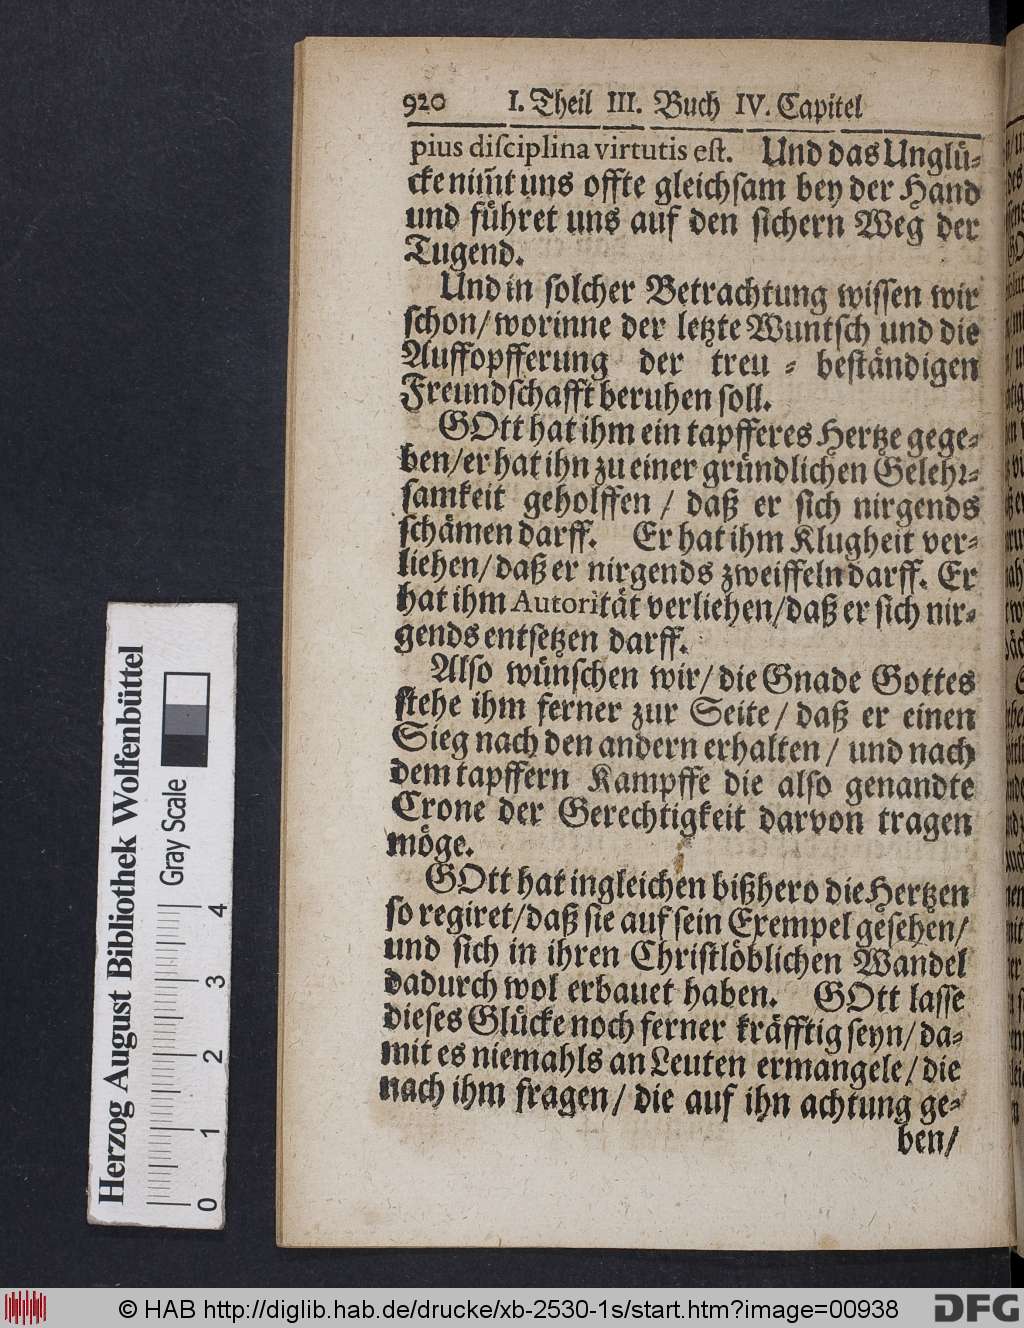 920 I. Theil III. Buch IV. Capitel
pius diſciplina virtutis eſt. Und das Unglü⸗
cke nim̃t uns offte gleichſam bey der Hand
und führet uns auf den ſichern Weg der
Tugend.
Und in ſolcher Betrachtung wiſſen wir
ſchon/ worinne der letzte Wuntſch und die
Auffopfferung der treu ⸗ beſtändigen
Freundſchafft beruhen ſoll.
GOtt hat ihm ein tapfferes Hertze gege⸗
ben/ er hat ihn zu einer gründlichen Gelehꝛ⸗
ſamkeit geholffen / daß er ſich nirgends
ſchämen darff. Er hat ihm Klugheit ver⸗
liehen/ daß er nirgends zweiffeln darff. Er
hat ihm Autorität verliehen/ daß er ſich nir⸗
gends entſetzen darff.
Alſo wünſchen wir/ die Gnade Gottes
ſtehe ihm ferner zur Seite / daß er einen
Sieg nach den andern erhalten / und nach
dem tapffern Kampffe die alſo genandte
Crone der Gerechtigkeit darvon tragen
möge.
GOtt hat ingleichen bißhero die Hertzen
ſo regiret/ daß ſie auf ſein Exempel geſehen/
und ſich in ihren Chriſtlöblichen Wandel
dadurch wol erbauet haben. GOtt laſſe
dieſes Glücke noch ferner kräfftig ſeyn/ da⸗
mit es niemahls an Leuten ermangele/ die
nach ihm fragen/ die auf ihn achtung ge⸗
ben/
Herzog August Bibliothek Wolfenbüttel
Gray Scale
0 1 2 3 4
© HAB http://diglib.hab.de/drucke/xb-2530-1s/start.htm?image=00938
DFG